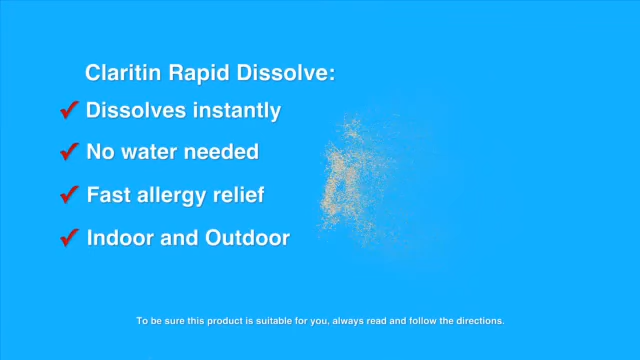 Claritin Rapid Dissolve:
Dissolves instantly
No water needed
Fast allergy relief
Indoor and Outdoor
To be sure this product is suitable for you, always read and follow the directions.